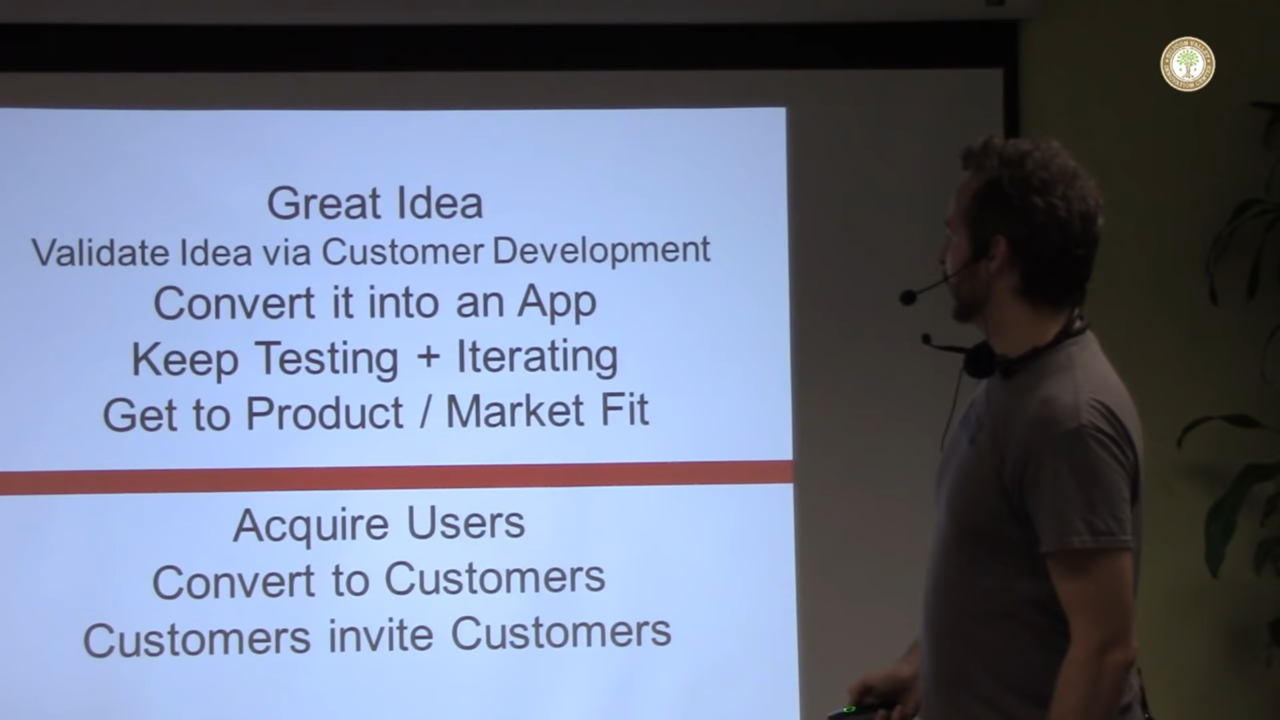 Great Idea
Validate Idea via Customer Development
Convert it into an App
Keep Testing + Iterating
Get to Product / Market Fit
Acquire Users
Convert to Customers
Customers invite Customers